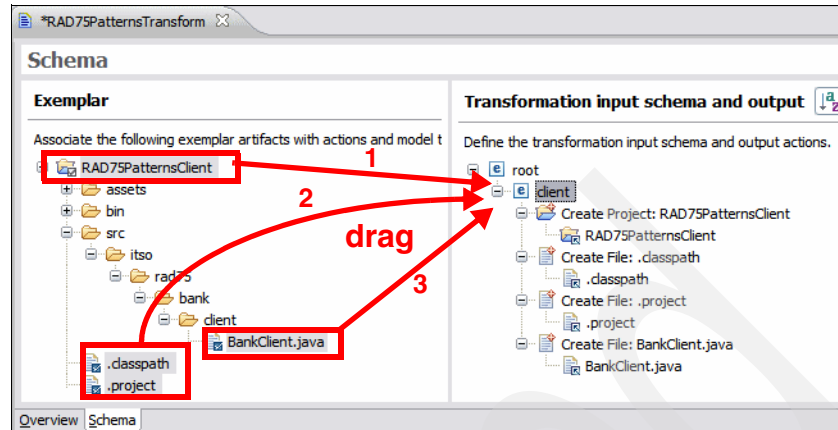 *RAD75PatternsTransform
Schema
Exemplar
Associate the following exemplar artifacts with actions and model t
RAD75PatternsClient
assets
bin
src
itso
rad75
bank
client
BankClient.java
.classpath
.project
1
2
drag
3
Transformation input schema and output
Define the transformation input schema and output actions.
e root
e client
Create Project: RAD75PatternsClient
RAD75PatternsClient
Create File: .classpath
.classpath
Create File: .project
.project
Create File: BankClient.java
BankClient.java
Overview Schema